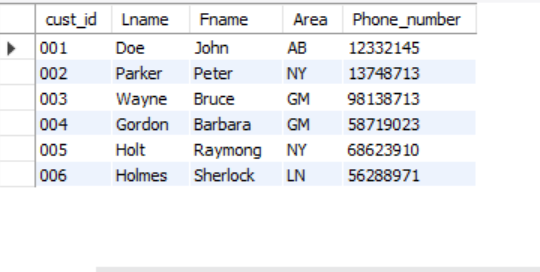 cust_id Lname Fname Area Phone_number
001 Doe John AB 12332145
002 Parker Peter NY 13748713
003 Wayne Bruce GM 98138713
004 Gordon Barbara GM 58719023
005 Holt Raymong NY 68623910
006 Holmes Sherlock LN 56288971